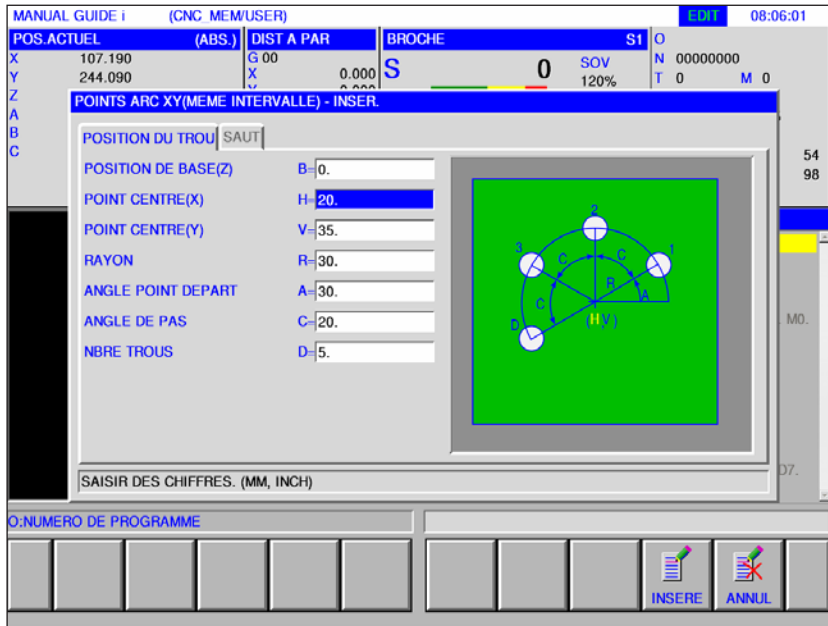 MANUAL GUIDE i (CNC_MEM/USER) EDIT 08:06:01
POS.ACTUEL (ABS.) DIST A PAR BROCHE S1 O
X 107.190 G 00 S 0 SOV N 00000000
Y 244.090 X 0.000 120% T 0 M 0
Z
POINTS ARC XY(MEME INTERVALLE) - INSER.
A
B
C
POSITION DU TROU SAUT
54
98
POSITION DE BASE(Z) B= 0.
POINT CENTRE(X) H= 20.
POINT CENTRE(Y) V= 35.
RAYON R= 30.
ANGLE POINT DEPART A= 30.
ANGLE DE PAS C= 20.
NBRE TROUS D= 5.
2
3 C C 1
R
C A
D (H,V)
M0.
D7.
SAISIR DES CHIFFRES. (MM, INCH)
O:NUMERO DE PROGRAMME
INSERE ANNUL